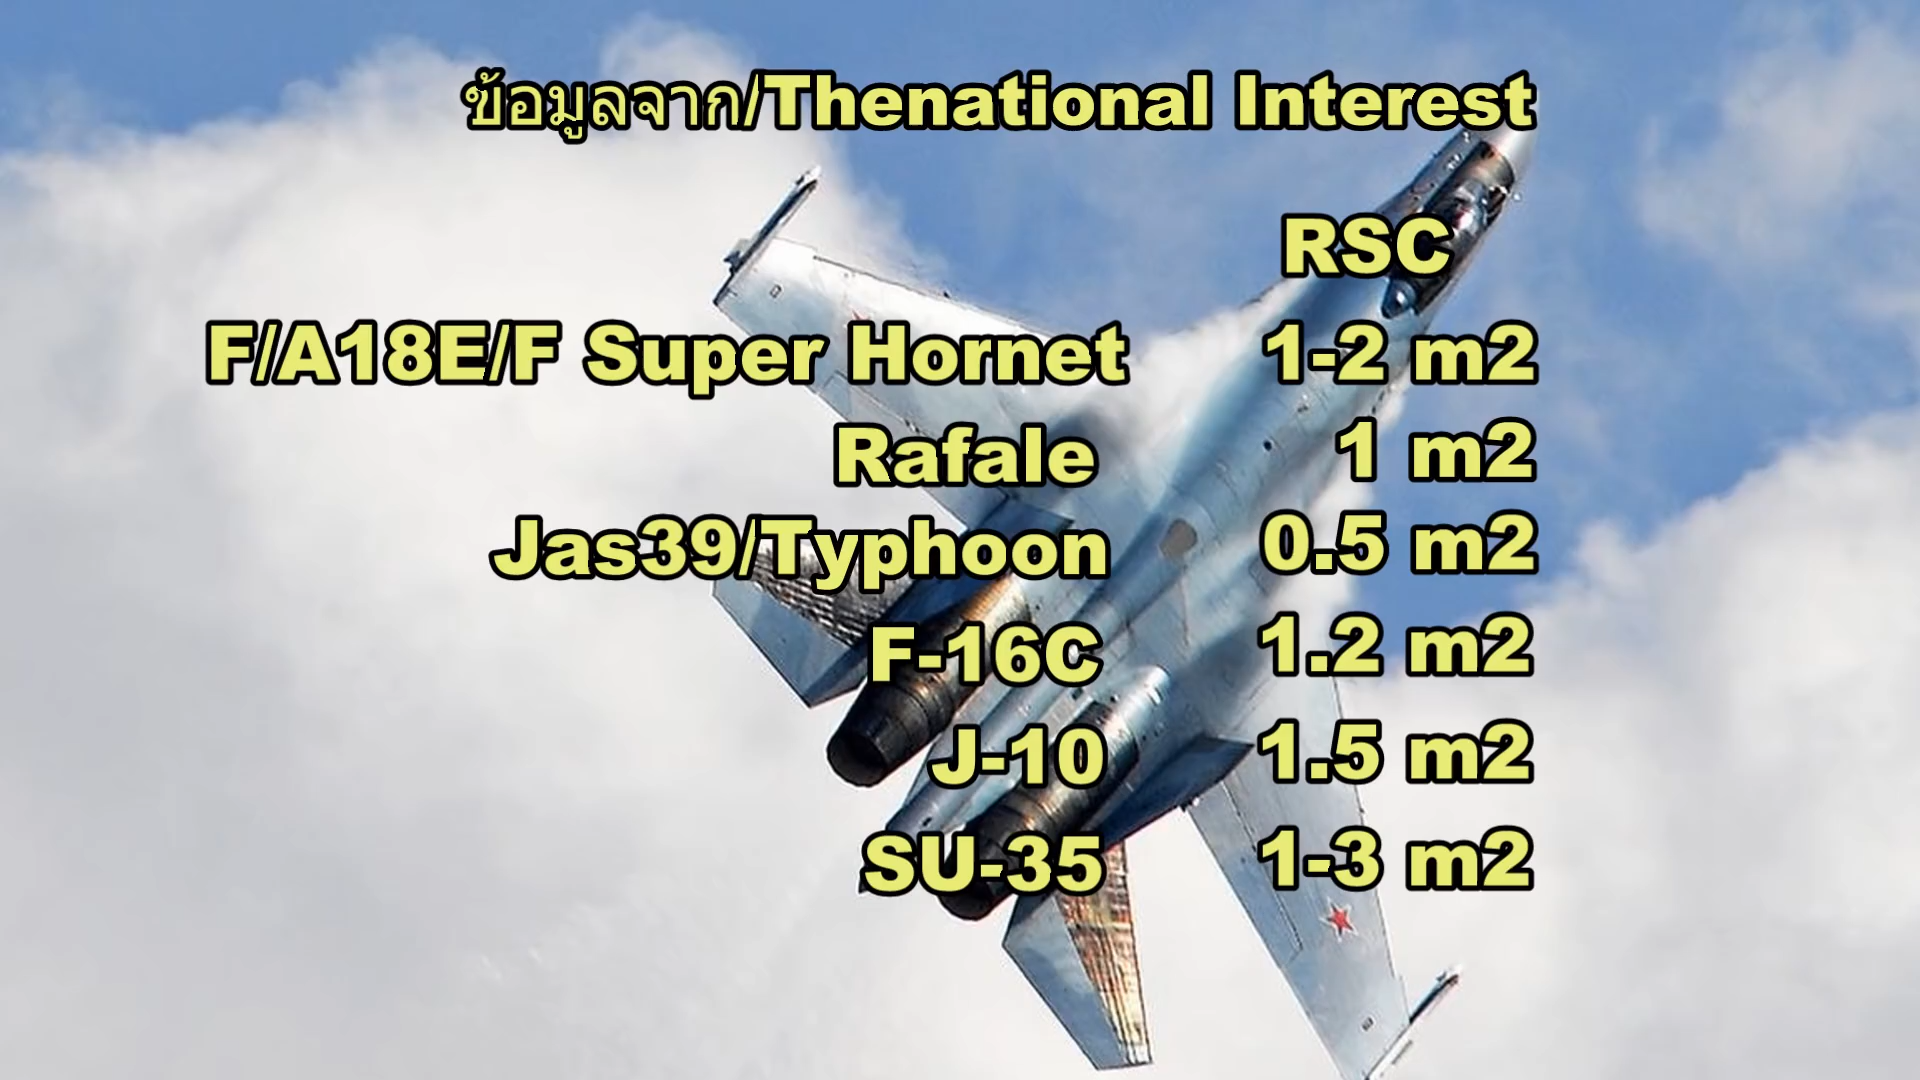 ข้อมูลจาก/Thenational Interest
RSC
F/A18E/F Super Hornet 1-2 m2
Rafale 1 m2
Jas39/Typhoon 0.5 m2
F-16C 1.2 m2
J-10 1.5 m2
SU-35 1-3 m2